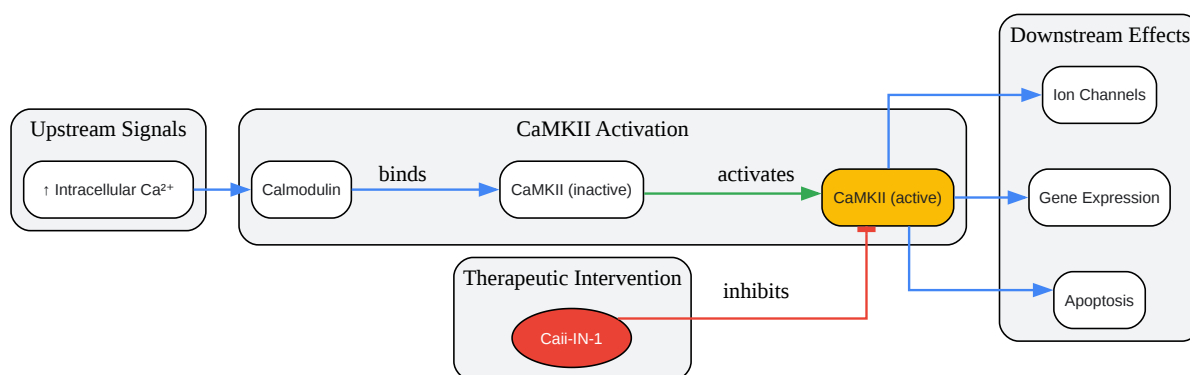 Upstream Signals
↑ Intracellular Ca²⁺
CaMKII Activation
Calmodulin
binds
CaMKII (inactive)
activates
CaMKII (active)
Therapeutic Intervention
Caii-IN-1
inhibits
Downstream Effects
Ion Channels
Gene Expression
Apoptosis